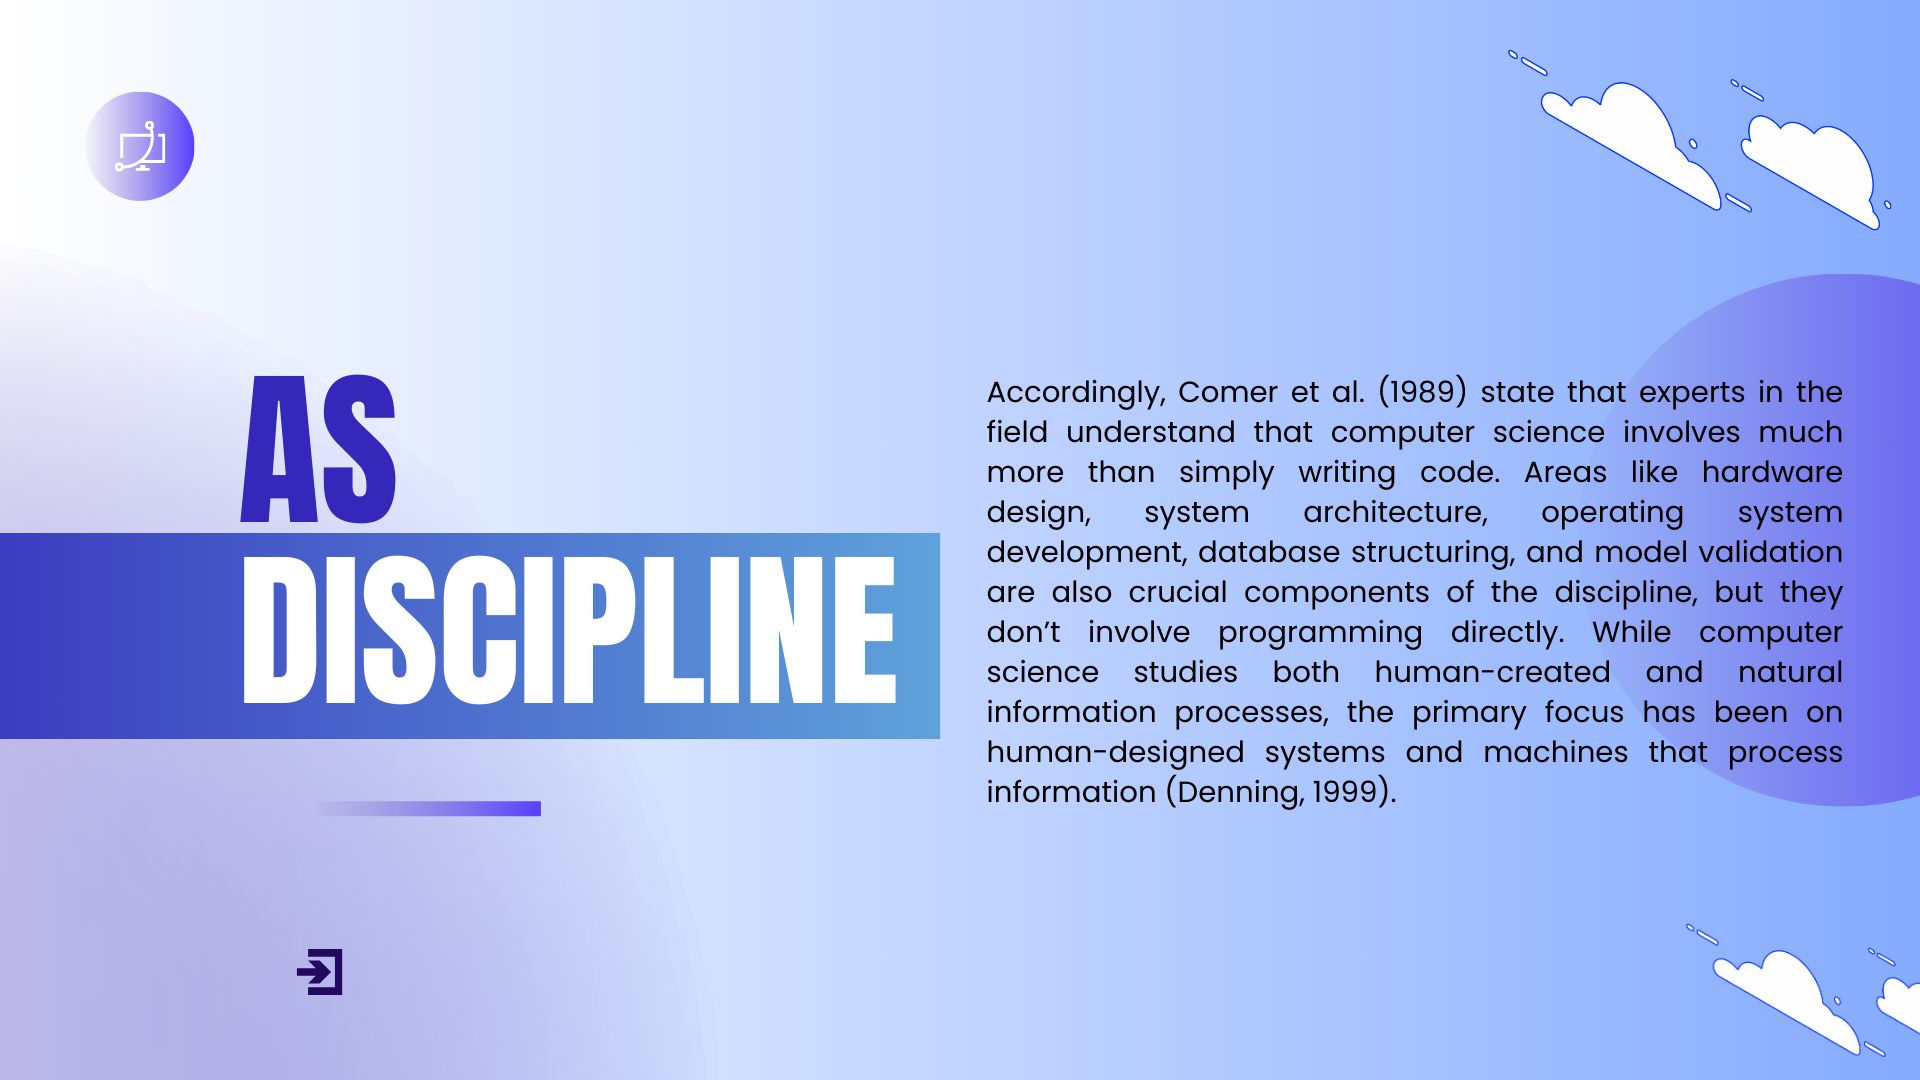 AS
DISCIPLINE
Accordingly, Comer et al. (1989) state that experts in the
field understand that computer science involves much
more than simply writing code. Areas like hardware
design, system architecture, operating system
development, database structuring, and model validation
are also crucial components of the discipline, but they
don’t involve programming directly. While computer
science studies both human-created and natural
information processes, the primary focus has been on
human-designed systems and machines that process
information (Denning, 1999).